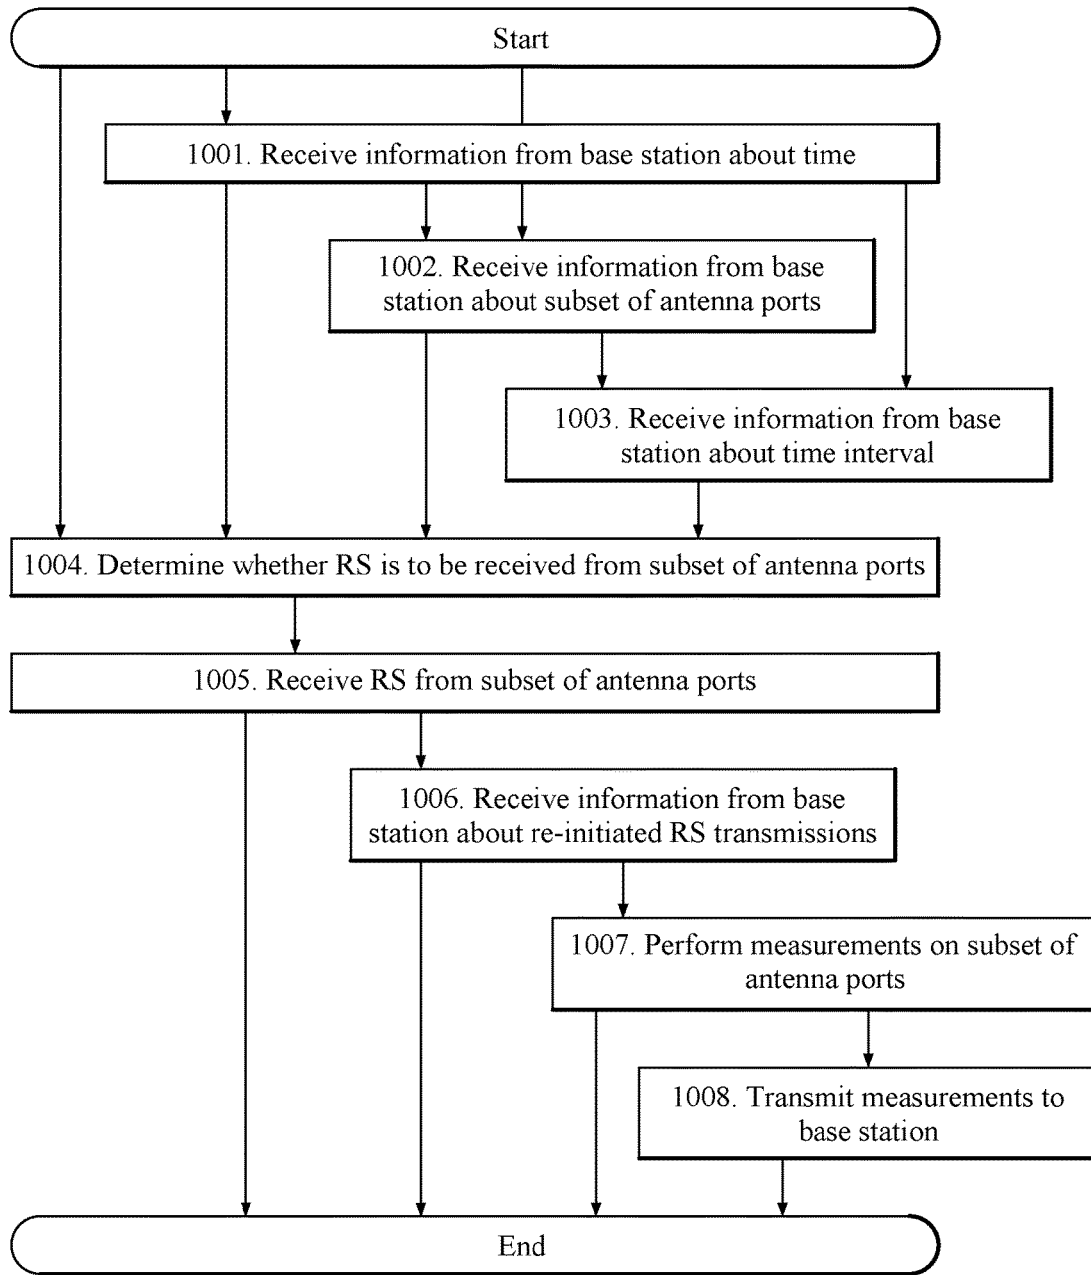 Start
1001. Receive information from base station about time
1002. Receive information from base
station about subset of antenna ports
1003. Receive information from base
station about time interval
1004. Determine whether RS is to be received from subset of antenna ports
1005. Receive RS from subset of antenna ports
1006. Receive information from base
station about re-initiated RS transmissions
1007. Perform measurements on subset of
antenna ports
1008. Transmit measurements to
base station
End